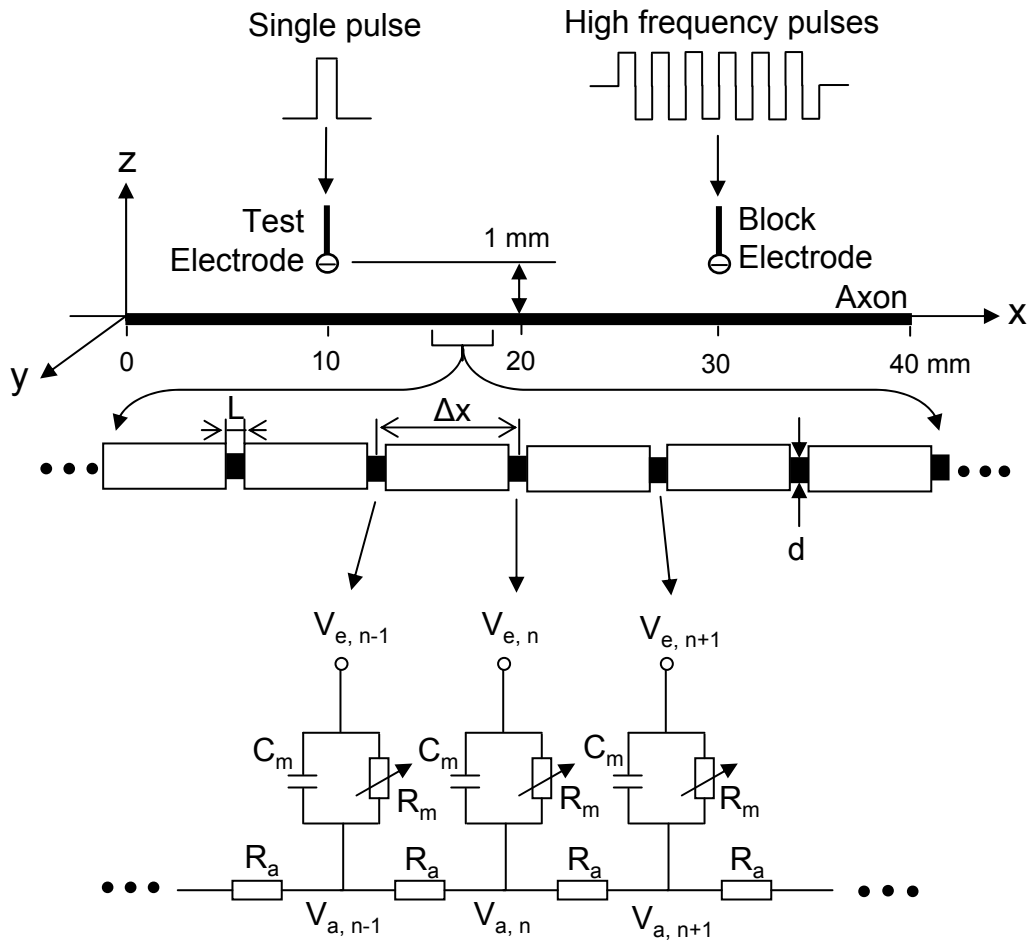 Single pulse
High frequency pulses
z
Test
Electrode
1 mm
Block
Electrode
Axon
x
y
0
10
20
30
40 mm
L
Δx
d
V_e, n-1
V_e, n
V_e, n+1
C_m
R_m
C_m
R_m
C_m
R_m
R_a
R_a
R_a
R_a
V_a, n-1
V_a, n
V_a, n+1